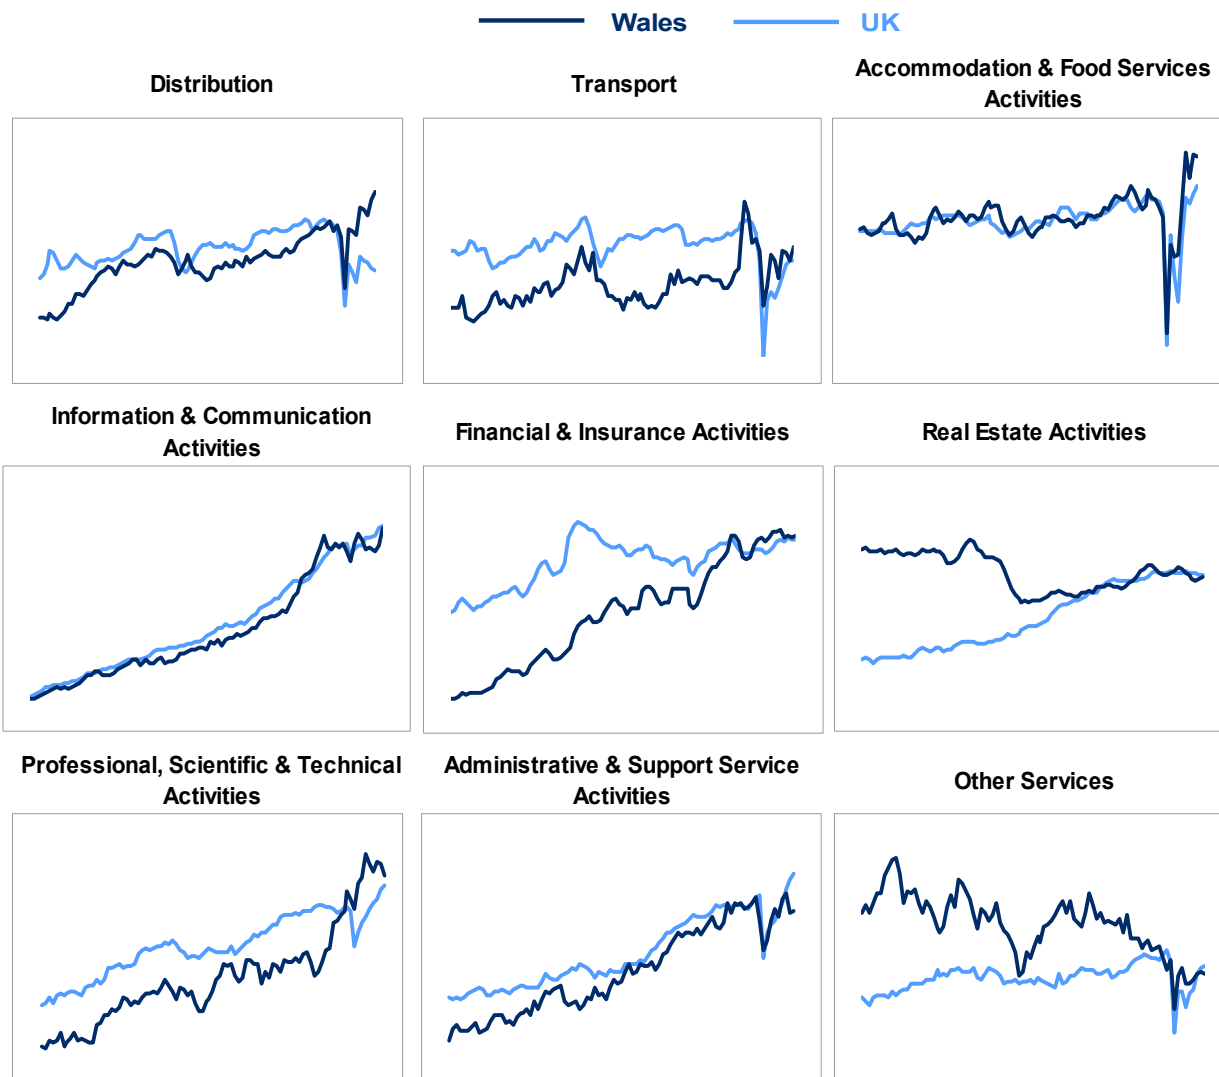 Wales UK
Distribution
Transport
Accommodation & Food Services
Activities
Information & Communication
Activities
Financial & Insurance Activities
Real Estate Activities
Professional, Scientific & Technical
Activities
Administrative & Support Service
Activities
Other Services